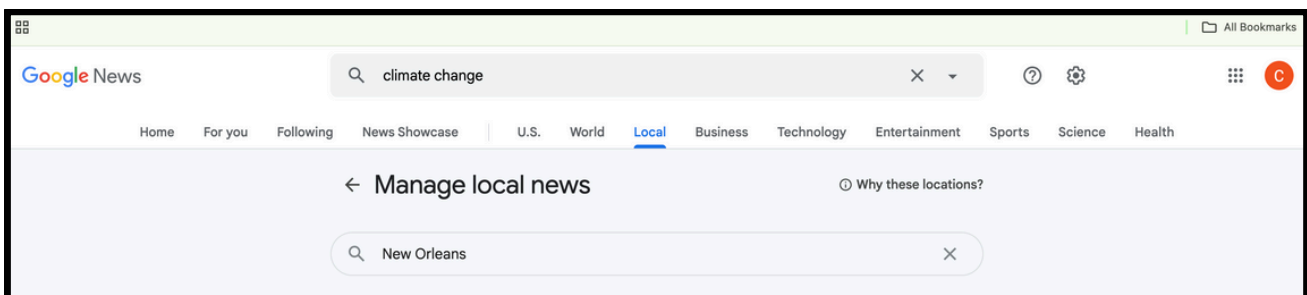 All Bookmarks
Google News
climate change
C
Home For you Following News Showcase U.S. World Local Business Technology Entertainment Sports Science Health
Manage local news
Why these locations?
New Orleans